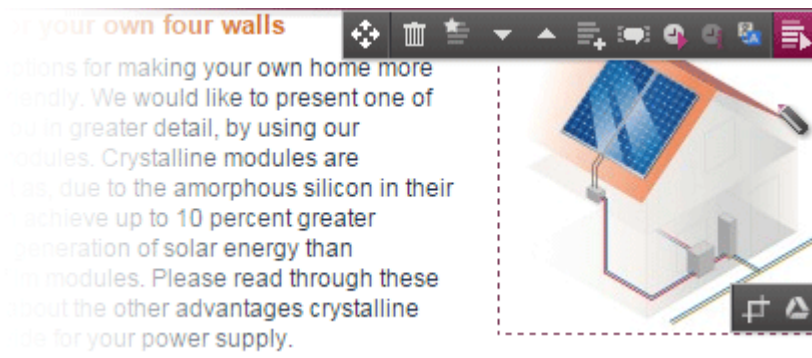 r your own four walls
options for making your own home more
iendly. We would like to present one of
in greater detail, by using our
modules. Crystalline modules are
due to the amorphous silicon in their
achieve up to 10 percent greater
generation of solar energy than
modules. Please read through these
about the other advantages crystalline
for your power supply.